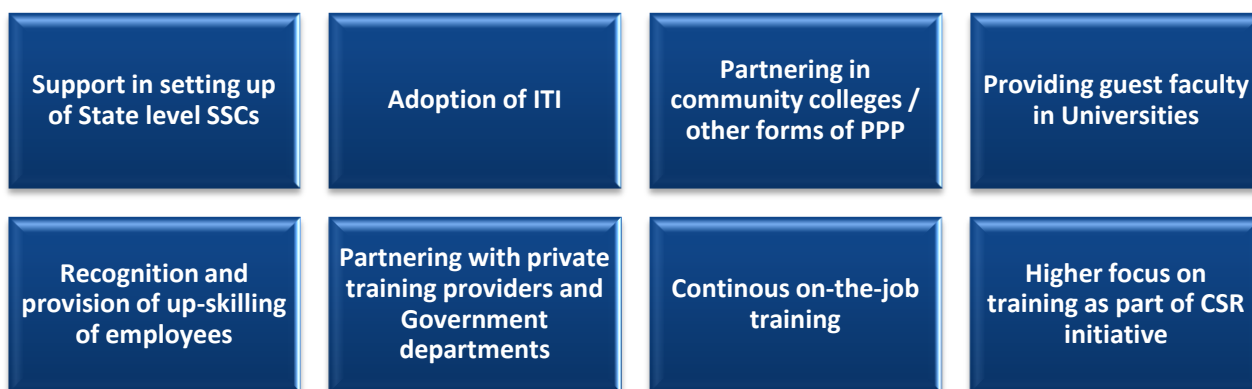 Support in setting up
of State level SSCs
Adoption of ITI
Partnering in
community colleges /
other forms of PPP
Providing guest faculty
in Universities
Recognition and
provision of up-skilling
of employees
Partnering with private
training providers and
Government
departments
Continous on-the-job
training
Higher focus on
training as part of CSR
initiative